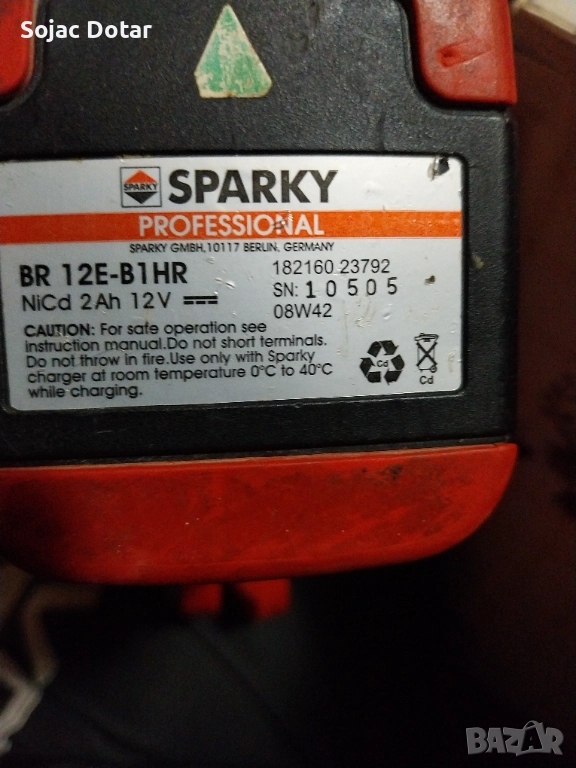 Sojac Dotar
SPARKY
SPARKY
PROFESSIONAL
SPARKY GMBH,10117 BERLIN, GERMANY
BR 12E-B1HR
NiCd 2Ah 12V
182160 23792
SN: 10505
08W42
CAUTION: For safe operation see
instruction manual.Do not short terminals.
Do not throw in fire.Use only with Sparky
charger at room temperature 0°C to 40°C
while charging.
Cd
Cd
BAZAR